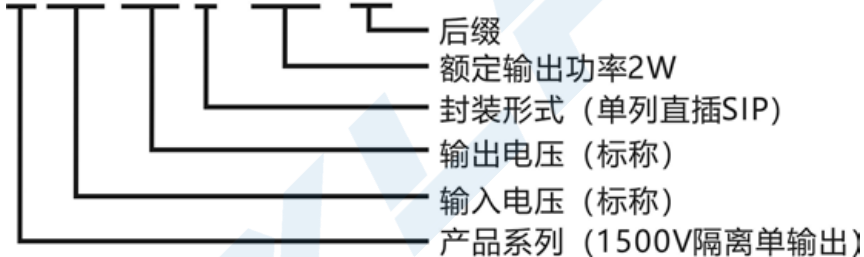 后缀
额定输出功率2W
封装形式（单列直插SIP）
输出电压（标称）
输入电压（标称）
产品系列（1500V隔离单输出）